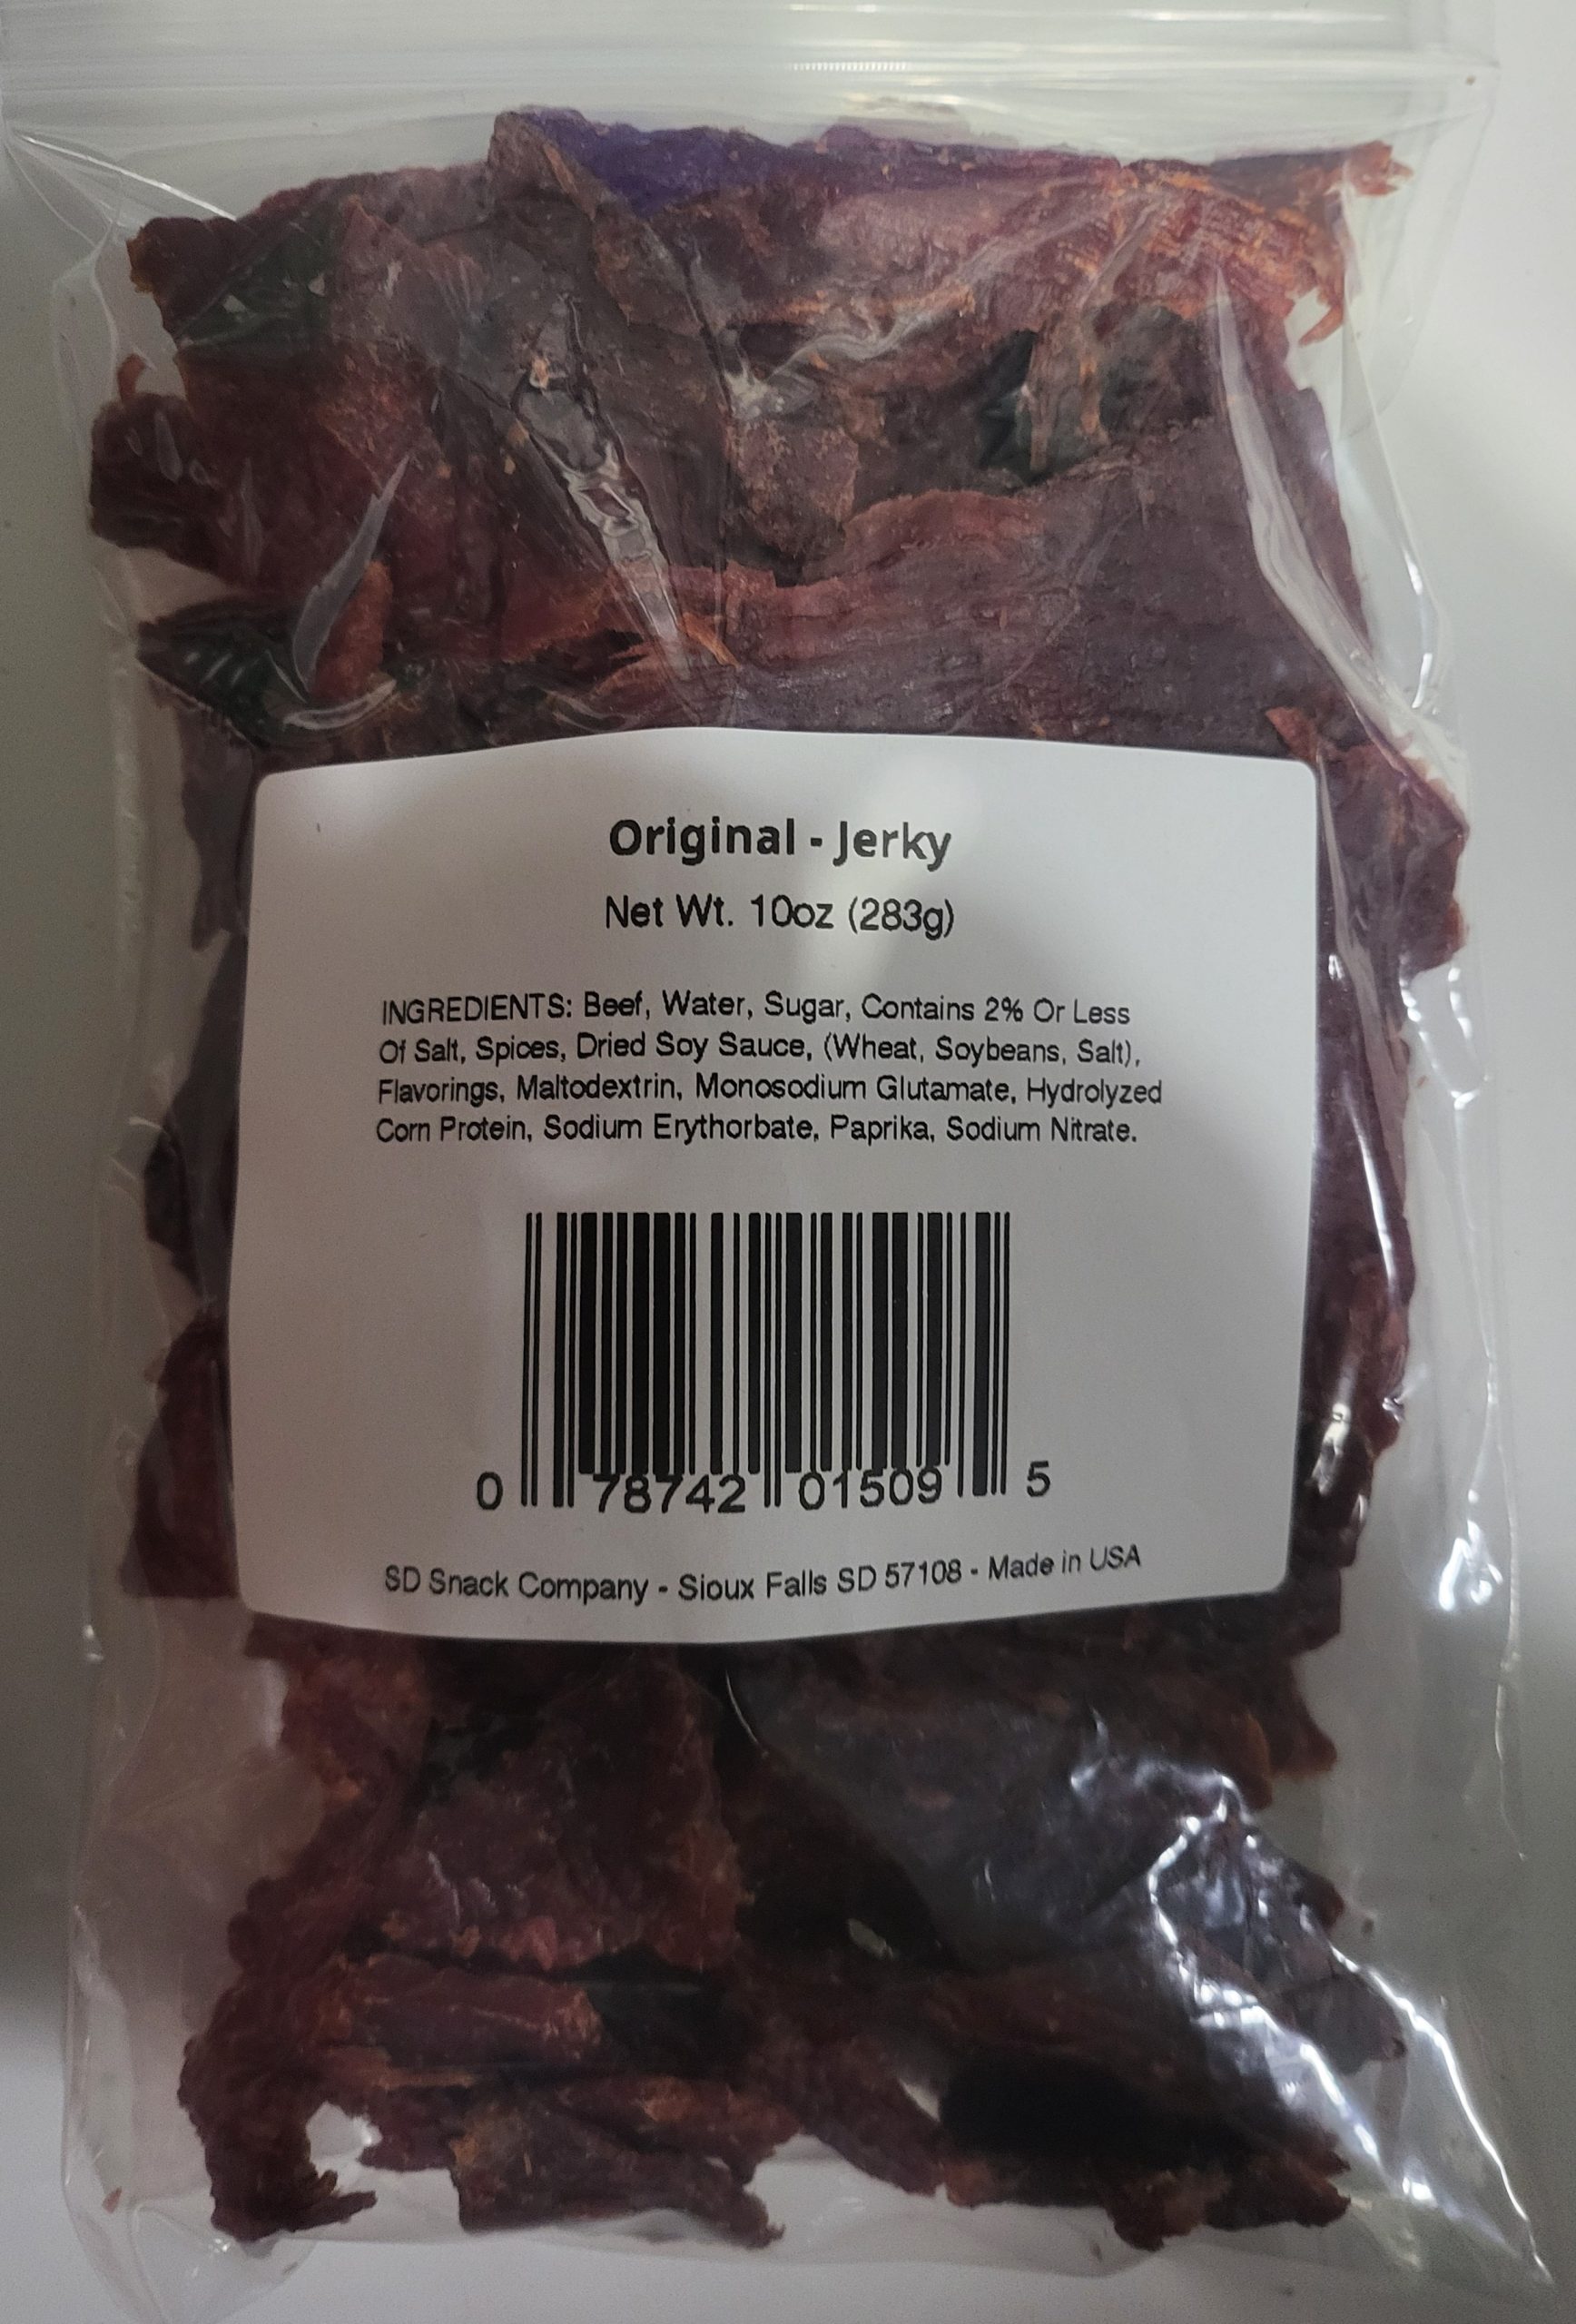 Original - Jerky
Net Wt. 10oz (283g)
INGREDIENTS: Beef, Water, Sugar, Contains 2% Or Less
Of Salt, Spices, Dried Soy Sauce, (Wheat, Soybeans, Salt),
Flavorings, Maltodextrin, Monosodium Glutamate, Hydrolyzed
Corn Protein, Sodium Erythorbate, Paprika, Sodium Nitrate.
0 78742 01509 5
SD Snack Company - Sioux Falls SD 57108 - Made in USA